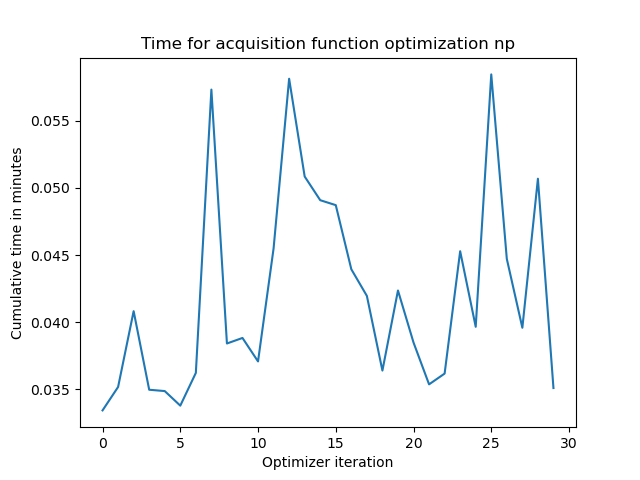 Time for acquisition function optimization np
Cumulative time in minutes
0.055
0.050
0.045
0.040
0.035
0 5 10 15 20 25 30
Optimizer iteration